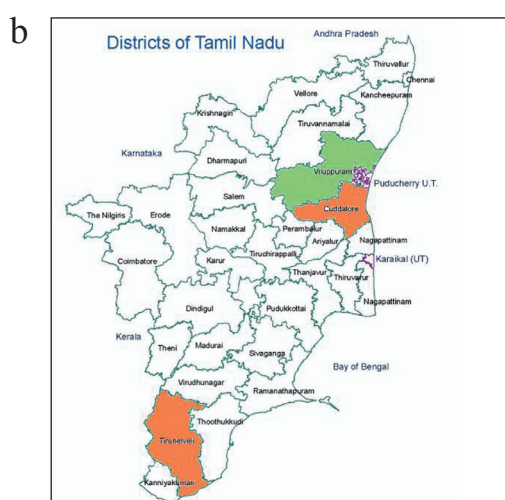 b
Districts of Tamil Nadu
Andhra Pradesh
Thiruvallur
Chennai
Kancheepuram
Vellore
Krishnagiri
Tiruvannamalai
Karnataka
Dharmapuri
Viluppuram
Puducherry U.T.
Salem
Cuddalore
The Nilgiris
Erode
Namakkal
Perambalur
Ariyalur
Nagapattinam
Coimbatore
Karur
Tiruchirappalli
Karaikal (UT)
Thanjavur
Thiruvarur
Nagapattinam
Dindigul
Pudukkottai
Kerala
Theni
Madurai
Sivaganga
Bay of Bengal
Virudhunagar
Ramanathapuram
Thoothukkudi
Tirunelveli
Kanniyakumari